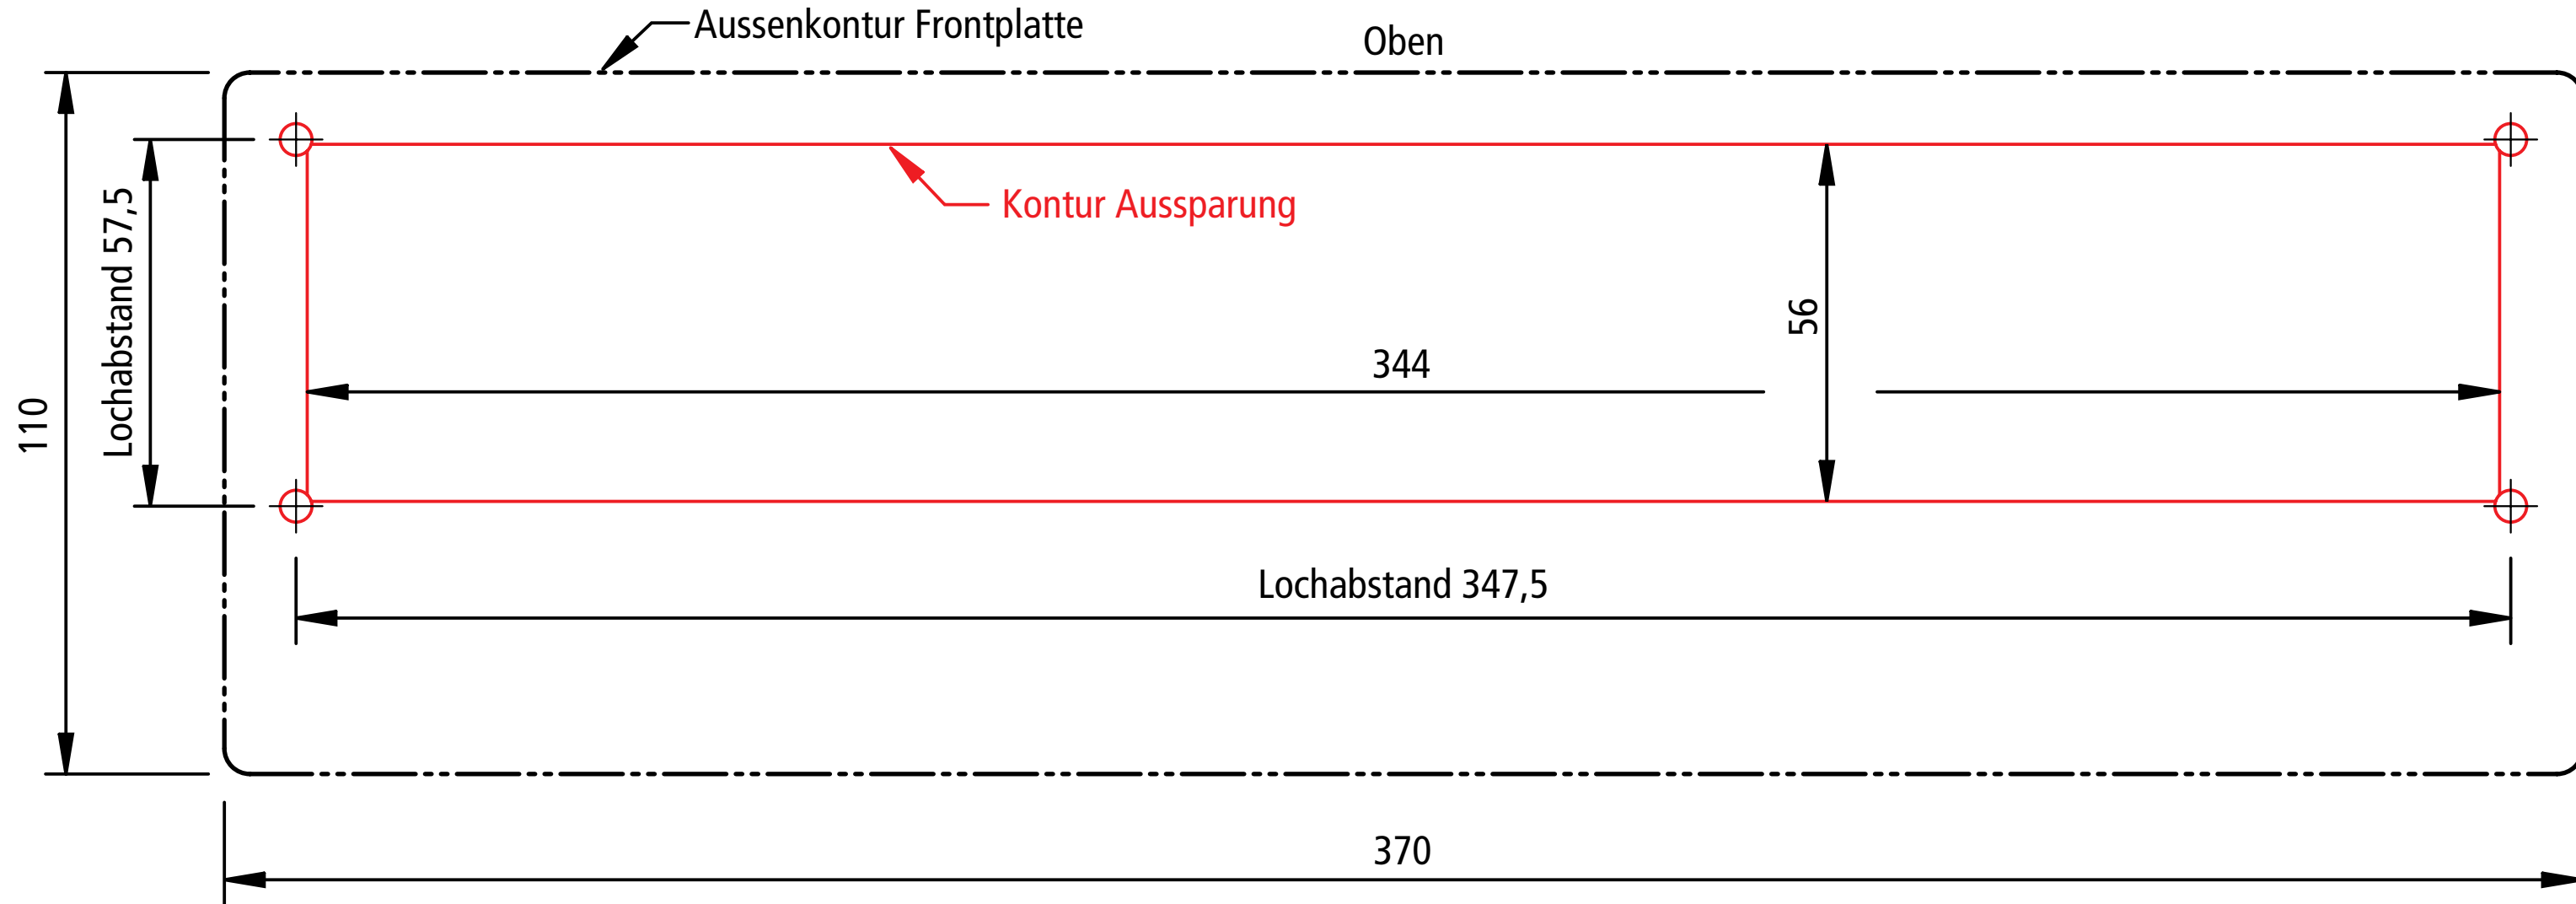 Aussenkontur Frontplatte
Oben
Kontur Aussparung
Lochabstand 57,5
56
344
110
Lochabstand 347,5
370